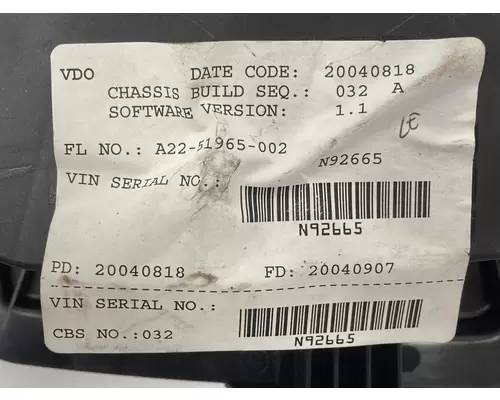 VDO DATE CODE: 20040818
CHASSIS BUILD SEQ.: 032 A
SOFTWARE VERSION: 1.1
LE
FL NO.: A22-51965-002 N92665
VIN SERIAL NO.:
N92665
PD: 20040818 FD: 20040907
VIN SERIAL NO.:
CBS NO.:032 N92665